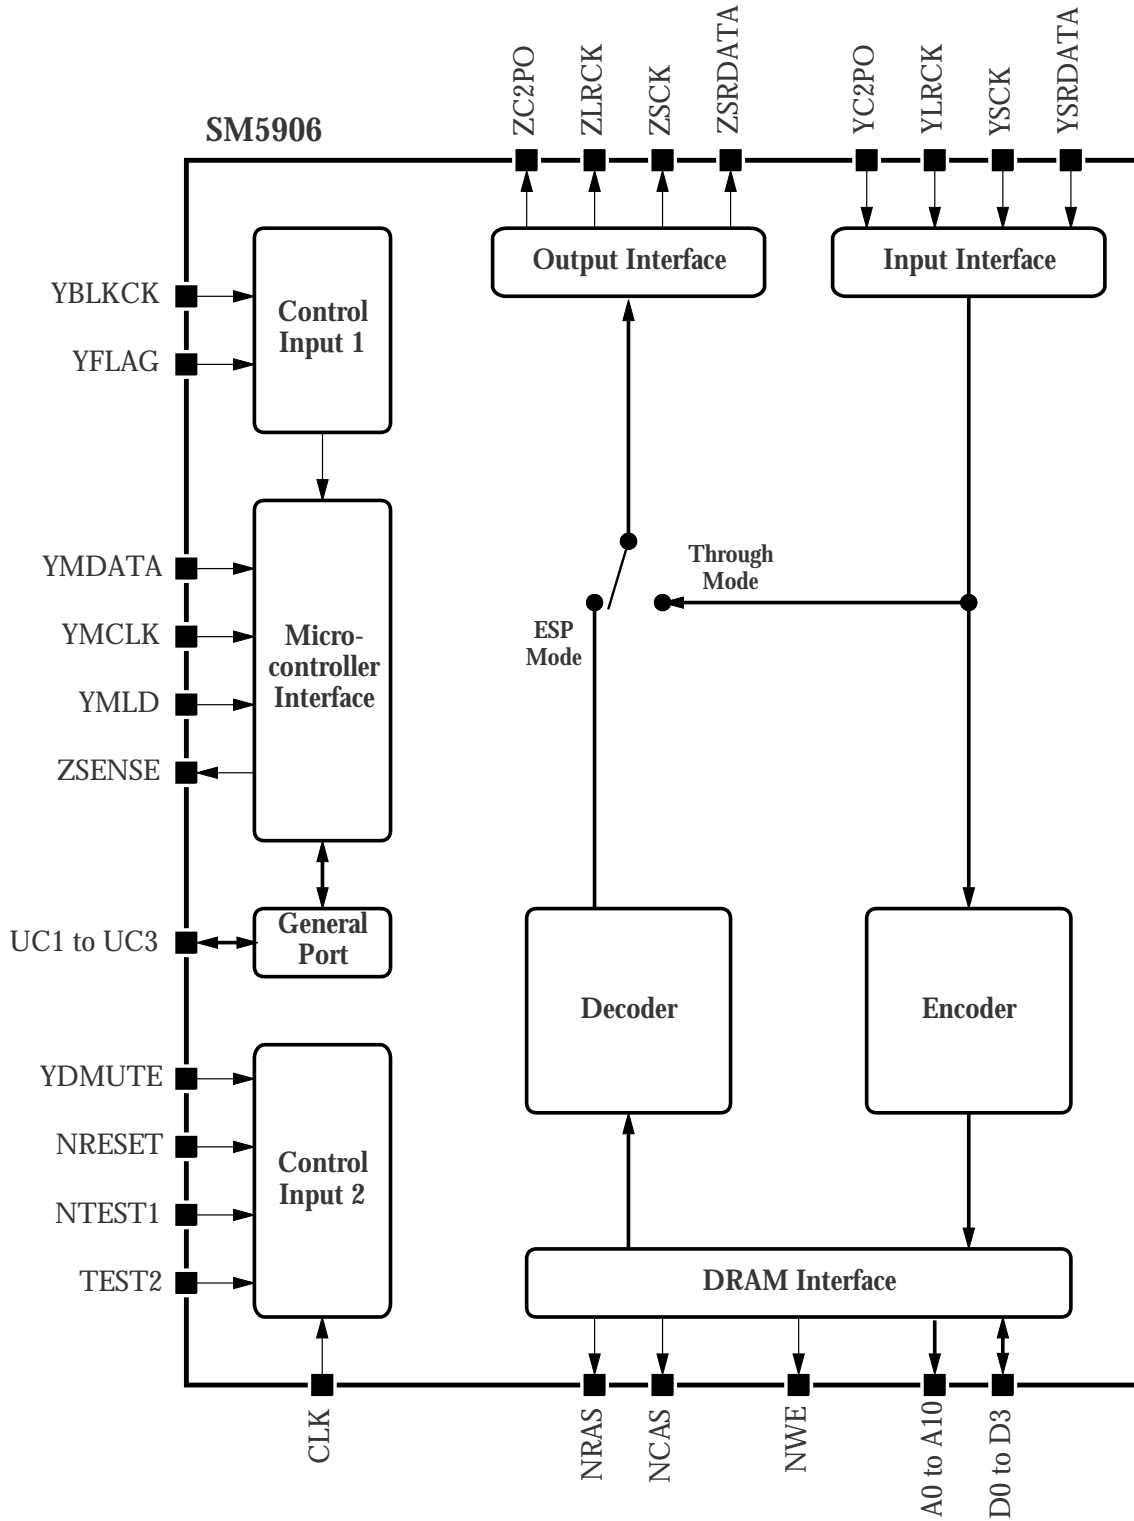 ZC2PO
ZLRCK
ZSCK
ZSRDATA
YC2PO
YLRCK
YSCK
YSRDATA
SM5906
Output Interface
Input Interface
YBLKCK
YFLAG
Control
Input 1
YMDATA
YMCLK
YMLD
ZSENSE
Micro-
controller
Interface
Through
Mode
ESP
Mode
UC1 to UC3
General
Port
Decoder
Encoder
YDMUTE
NRESET
NTEST1
TEST2
Control
Input 2
DRAM Interface
CLK
NRAS
NCAS
NWE
A0 to A10
D0 to D3